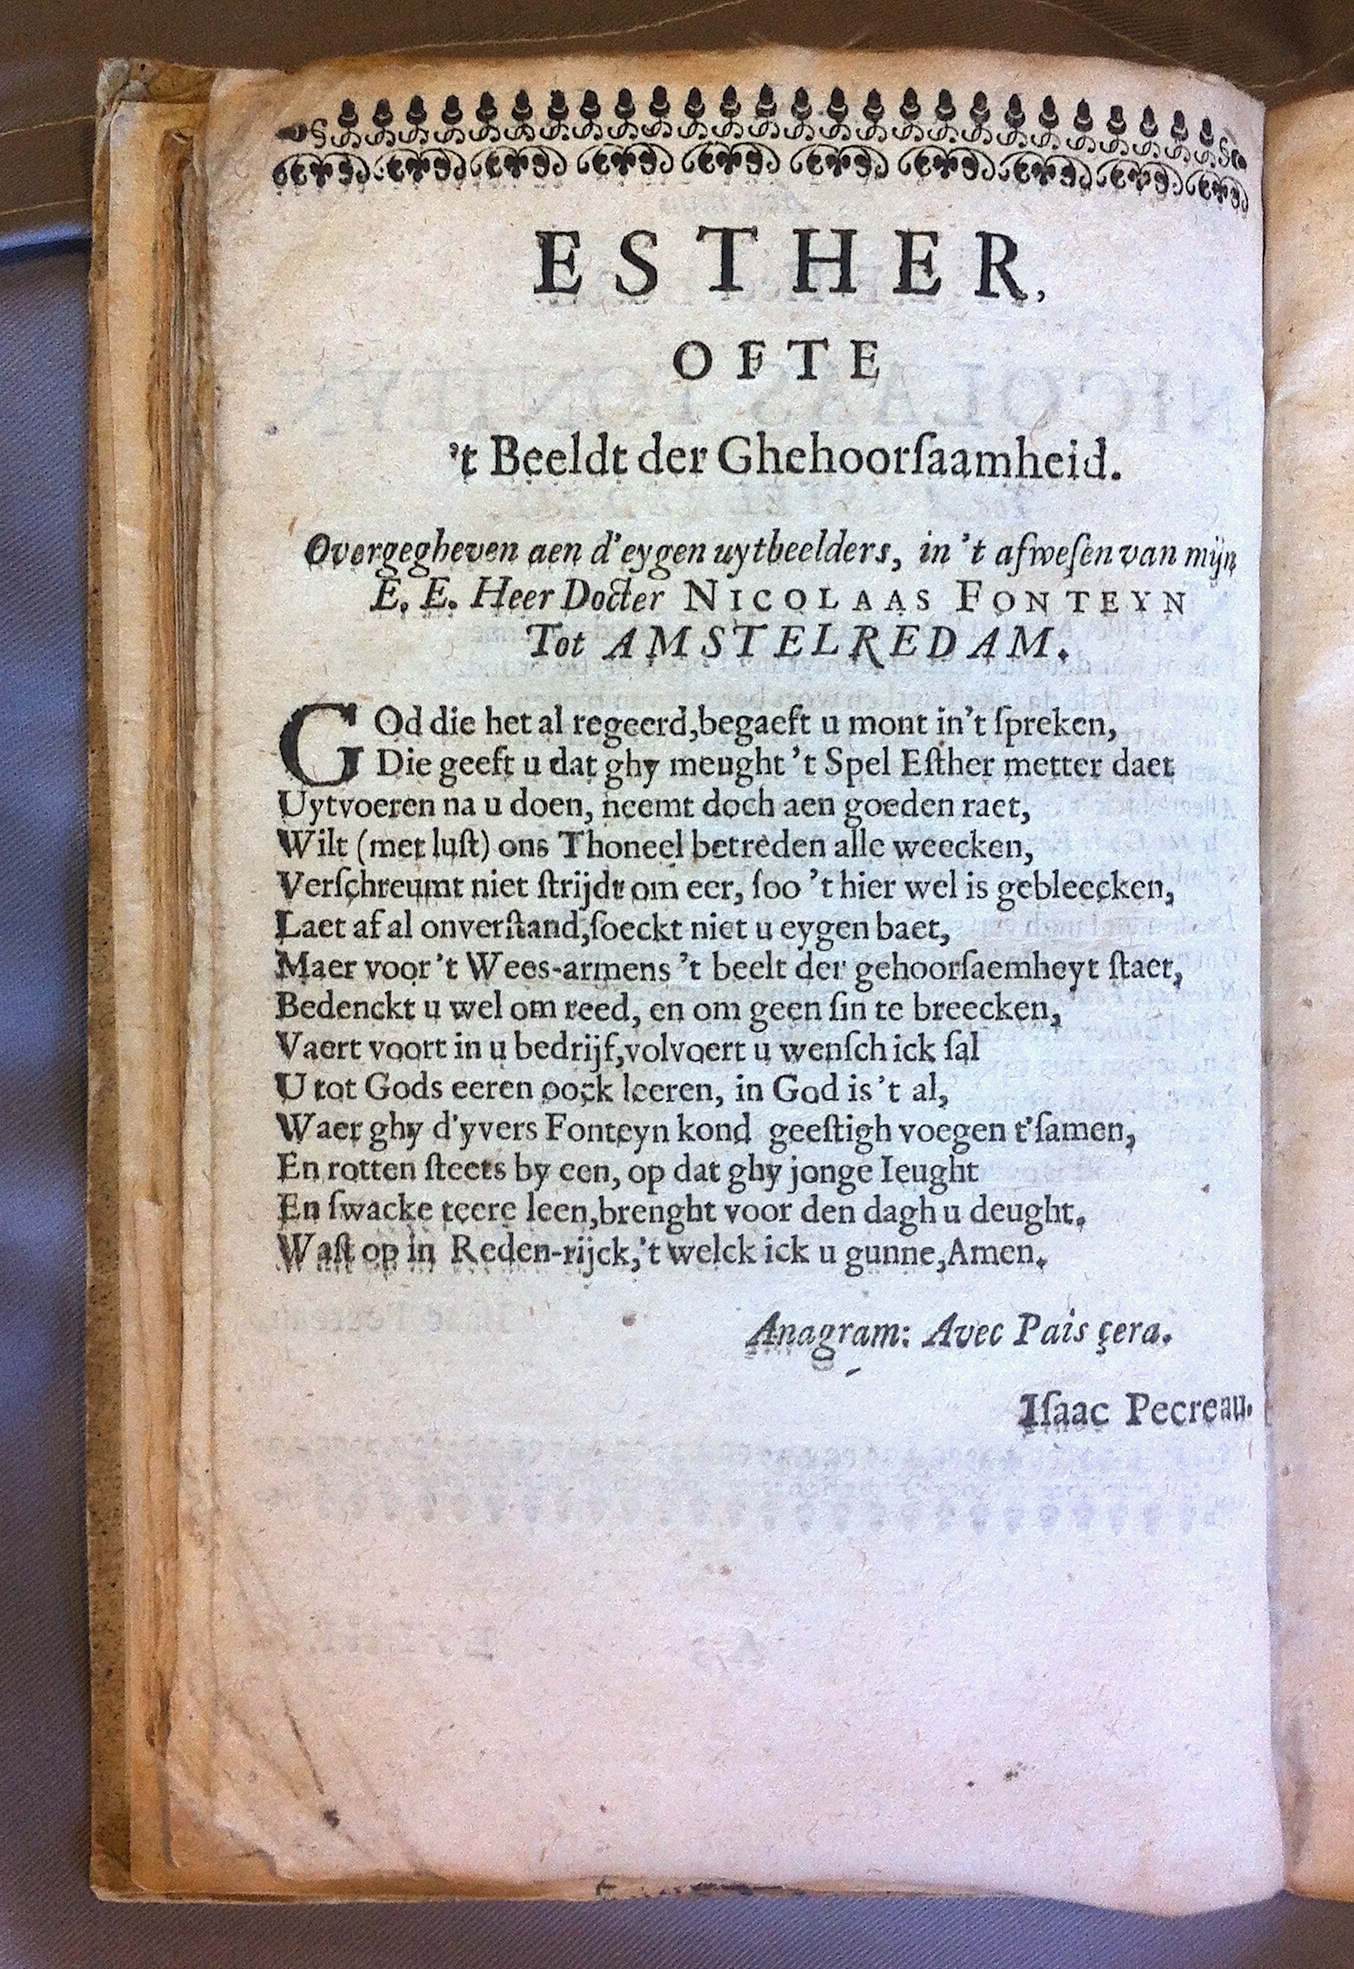 ESTHER,
OFTE
't Beeldt der Ghehoorſaamheid.
Overgegheven aen d'eygen uytbeelders, in 't afweſen van mijn
E. E. Heer Docter NICOLAAS FONTEYN
Tot AMSTELREDAM.
GOd die het al regeerd,begaeft u mont in't ſpreken,
Die geeft u dat ghy meught 't Spel Eſther metter daet
Uytvoeren na u doen, neemt doch aen goeden raet,
Wilt (met luſt) ons Thoneel betreden alle weecken,
Verſchreumt niet ſtrijdt om eer, ſoo 't hier wel is gebleecken,
Laet af al onverſtand,ſoeckt niet u eygen baet,
Maer voor 't Wees-armens 't beelt der gehoorſaemheyt ſtaet,
Bedenckt u wel om reed, en om geen ſin te breecken,
Vaert voort in u bedrijf,volvoert u wenſch ick ſal
U tot Gods eeren oock leeren, in God is 't al,
Waer ghy d'yvers Fonteyn kond geeſtigh voegen t'ſamen,
En rotten ſteets by een, op dat ghy jonge Ieught
En ſwacke teere leen,brenght voor den dagh u deught,
Waſt op in Reden-rijck,'t welck ick u gunne,Amen.
Anagram: Avec Pais çera.
Iſaac Pecreau.